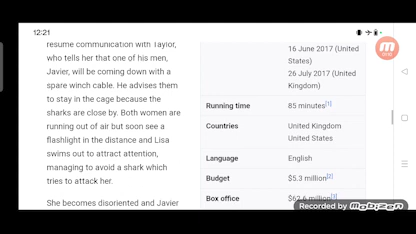 12:21
resume communication with Taylor,
who tells her that one of his men,
Javier, will be coming down with a
spare winch cable. He advises them
to stay in the cage because the
sharks are close by. Both women are
running out of air but soon see a
flashlight in the distance and Lisa
swims out to attract attention,
managing to avoid a shark which
tries to attack her.
She becomes disoriented and Javier
16 June 2017 (United
States)
26 July 2017 (United
Kingdom)
Running time 85 minutes[1]
Countries United Kingdom
United States
Language English
Budget $5.3 million[2]
Box office $62.6 million[3]
Recorded by Mobizen